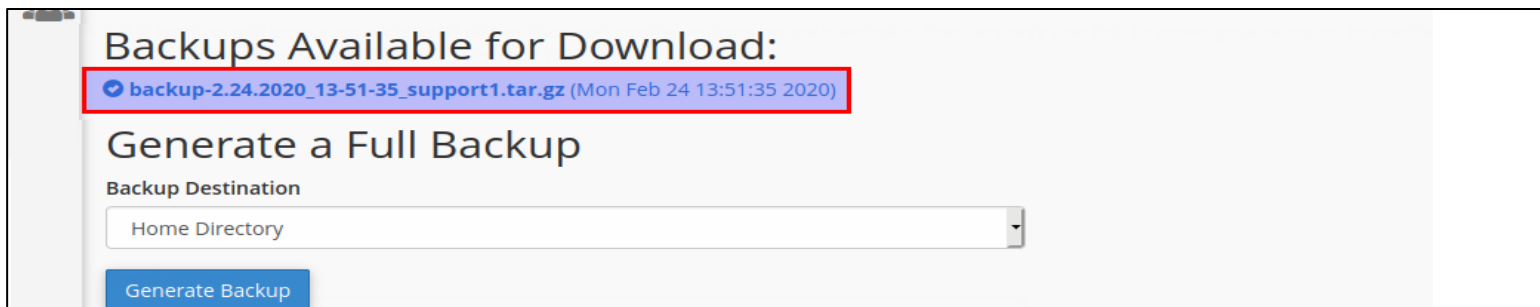 Backups Available for Download:
backup-2.24.2020_13-51-35_support1.tar.gz (Mon Feb 24 13:51:35 2020)
Generate a Full Backup
Backup Destination
Home Directory
Generate Backup